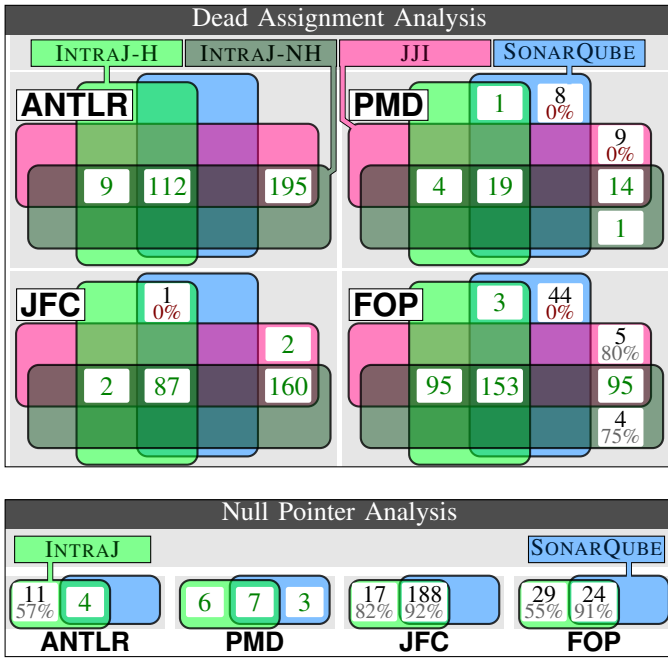 Dead Assignment Analysis
INTRAJ-H INTRAJ-NH JJI SONARQUBE
ANTLR
9 112 195
PMD
1 8
0%
9
0%
4 19 14
1
JFC
1
0%
2
2 87 160
FOP
3 44
0%
5
80%
95 153 95
4
75%
Null Pointer Analysis
INTRAJ SONARQUBE
11
57%
4
ANTLR
6 7 3
PMD
17 188
82% 92%
JFC
29 24
55% 91%
FOP